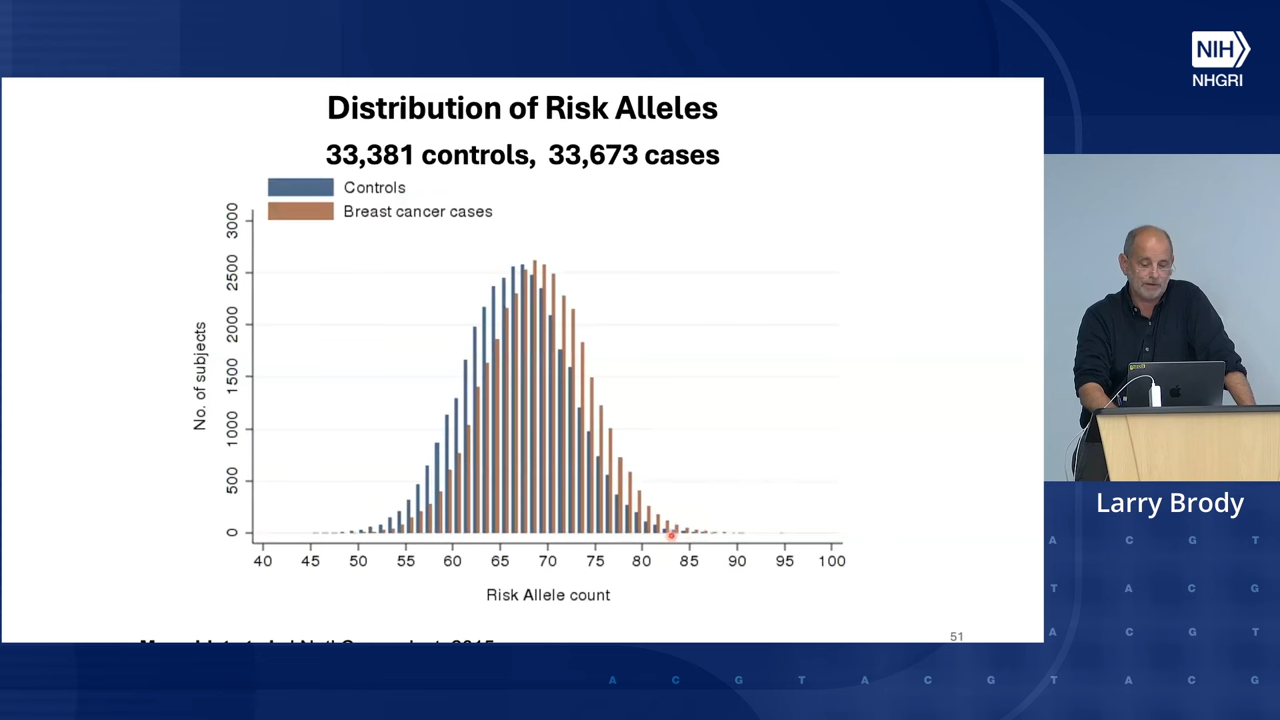 NIH
NHGRI
Distribution of Risk Alleles
33,381 controls, 33,673 cases
Controls
Breast cancer cases
No. of subjects
3000
2500
2000
1500
1000
500
0
40 45 50 55 60 65 70 75 80 85 90 95 100
Risk Allele count
51
Larry Brody
A C G T
T A C G
A C G T
A C G T A C G T A C G